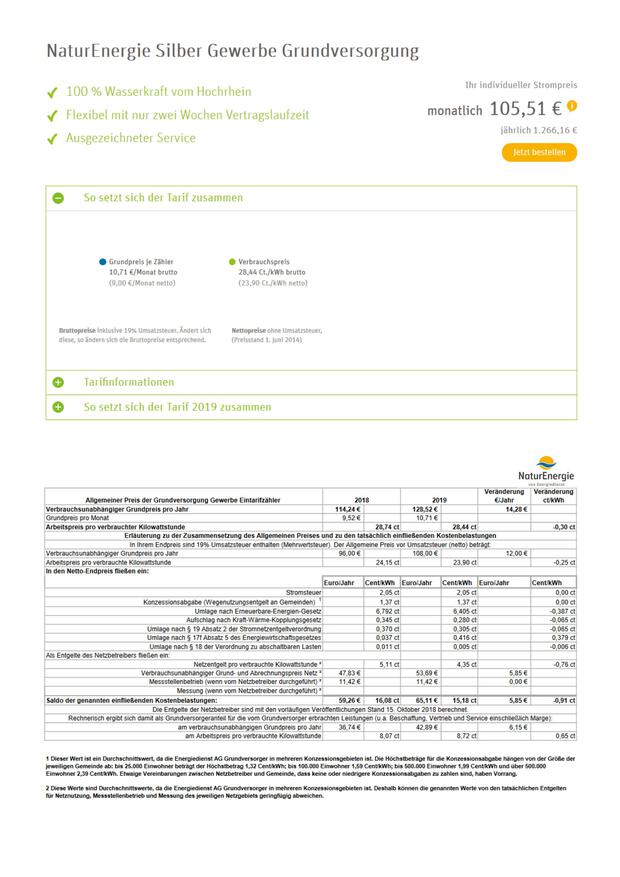 NaturEnergie Silber Gewerbe Grundversorgung
100 % Wasserkraft vom Hochrhein
Flexibel mit nur zwei Wochen Vertragslaufzeit
Ausgezeichneter Service
Ihr individueller Strompreis
monatlich 105,51 € i
jährlich 1.266,16 €
Jetzt bestellen
So setzt sich der Tarif zusammen
Grundpreis je Zähler
10,71 €/Monat brutto
(9,00 €/Monat netto)
Verbrauchspreis
28,44 Ct./kWh brutto
(23,90 Ct./kWh netto)
Bruttopreise inklusive 19% Umsatzsteuer. Ändert sich
diese, so ändern sich die Bruttopreise entsprechend.
Nettopreise ohne Umsatzsteuer,
(Preisstand 1. Juni 2014)
Tarifinformationen
So setzt sich der Tarif 2019 zusammen
NaturEnergie
Allgemeiner Preis der Grundversorgung Gewerbe Eintarifzähler 2018 2019 Veränderung €/Jahr Veränderung ct/kWh
Verbrauchsunabhängiger Grundpreis pro Jahr 114,24 € 128,52 € 14,28 €
Grundpreis pro Monat 9,52 € 10,71 €
Arbeitspreis pro verbrauchter Kilowattstunde 28,74 ct 28,44 ct -0,30 ct
Erläuterung zu der Zusammensetzung des Allgemeinen Preises und zu den tatsächlich einfließenden Kostenbelastungen
In Ihrem Endpreis sind 19% Umsatzsteuer enthalten (Mehrwertsteuer). Der Allgemeine Preis vor Umsatzsteuer (netto) beträgt:
Verbrauchsunabhängiger Grundpreis pro Jahr 96,00 € 108,00 € 12,00 €
Arbeitspreis pro verbrauchter Kilowattstunde 24,15 ct 23,90 ct -0,25 ct
In den Netto-Endpreis fließen ein:
Euro/Jahr Cent/kWh Euro/Jahr Cent/kWh Euro/Jahr Cent/kWh
Stromsteuer 2,05 ct 2,05 ct 0,00 ct
Konzessionsabgabe (Wegenutzungsentgelt an Gemeinden) 1 1,37 ct 1,37 ct 0,00 ct
Umlage nach Erneuerbare-Energien-Gesetz 6,792 ct 6,405 ct -0,387 ct
Aufschlag nach Kraft-Wärme-Kopplungsgesetz 0,345 ct 0,280 ct -0,065 ct
Umlage nach § 19 Absatz 2 der Stromnetzentgeltverordnung 0,370 ct 0,305 ct -0,065 ct
Umlage nach § 17f Absatz 5 des Energiewirtschaftsgesetzes 0,037 ct 0,416 ct 0,379 ct
Umlage nach § 18 der Verordnung zu abschaltbaren Lasten 0,011 ct 0,005 ct -0,006 ct
Als Entgelte des Netzbetreibers fließen ein:
Netzentgelt pro verbrauchte Kilowattstunde ² 5,11 ct 4,35 ct -0,76 ct
Verbrauchsunabhängiger Grund- und Abrechnungspreis Netz ² 47,83 € 53,69 € 5,85 €
Messstellenbetrieb (wenn vom Netzbetreiber durchgeführt) ² 11,42 € 11,42 € 0,00 €
Messung (wenn vom Netzbetreiber durchgeführt) ²
Saldo der genannten einfließenden Kostenbelastungen: 59,26 € 16,08 ct 65,11 € 15,18 ct 5,85 € -0,91 ct
Die Entgelte der Netzbetreiber sind mit den vorläufigen Veröffentlichungen Stand 15. Oktober 2018 berechnet.
Rechnerisch ergibt sich damit als Grundversorgeranteil für die vom Grundversorger erbrachten Leistungen (u.a. Beschaffung, Vertrieb und Service einschließlich Marge):
am verbrauchsunabhängigen Grundpreis pro Jahr 36,74 € 42,89 € 6,15 €
am Arbeitspreis pro verbrauchte Kilowattstunde 8,07 ct 8,72 ct 0,65 ct
1 Dieser Wert ist ein Durchschnittswert, da die Energiedienst AG Grundversorger in mehreren Konzessionsgebieten ist. Die Höchstbeträge für die Konzessionsabgabe hängen von der Größe der
jeweiligen Gemeinde ab: bis 25.000 Einwohner beträgt der Höchstbetrag 1,32 Cent/kWh; bis 100.000 Einwohner 1,59 Cent/kWh; bis 500.000 Einwohner 1,99 Cent/kWh und über 500.000
Einwohner 2,39 Cent/kWh. Etwaige Vereinbarungen zwischen Netzbetreiber und Gemeinde, dass keine oder niedrigere Konzessionsabgaben zu zahlen sind, haben Vorrang.
2 Diese Werte sind Durchschnittswerte, da die Energiedienst AG Grundversorger in mehreren Konzessionsgebieten ist. Deshalb können die genannten Werte von den tatsächlichen Entgelten
für Netznutzung, Messstellenbetrieb und Messung des jeweiligen Netzgebiets geringfügig abweichen.